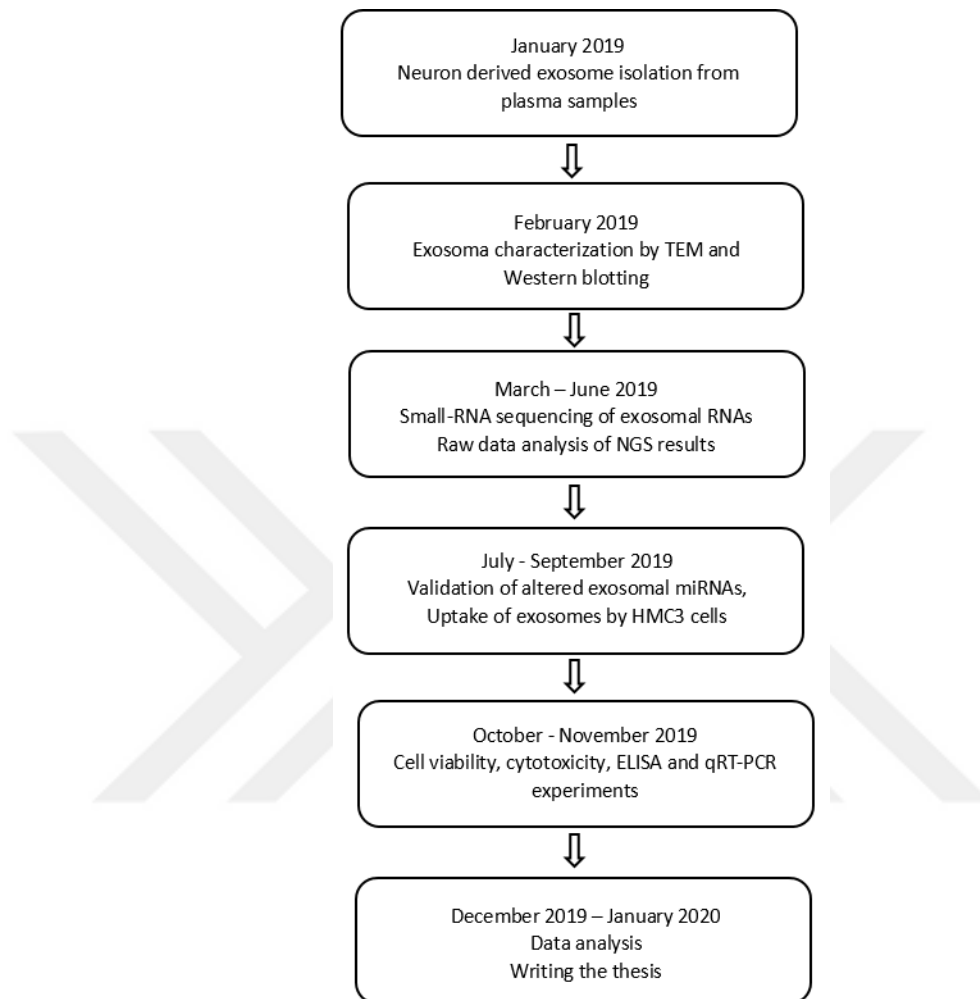 January 2019
Neuron derived exosome isolation from
plasma samples
February 2019
Exosoma characterization by TEM and
Western blotting
March – June 2019
Small-RNA sequencing of exosomal RNAs
Raw data analysis of NGS results
July - September 2019
Validation of altered exosomal miRNAs,
Uptake of exosomes by HMC3 cells
October - November 2019
Cell viability, cytotoxicity, ELISA and qRT-PCR
experiments
December 2019 – January 2020
Data analysis
Writing the thesis